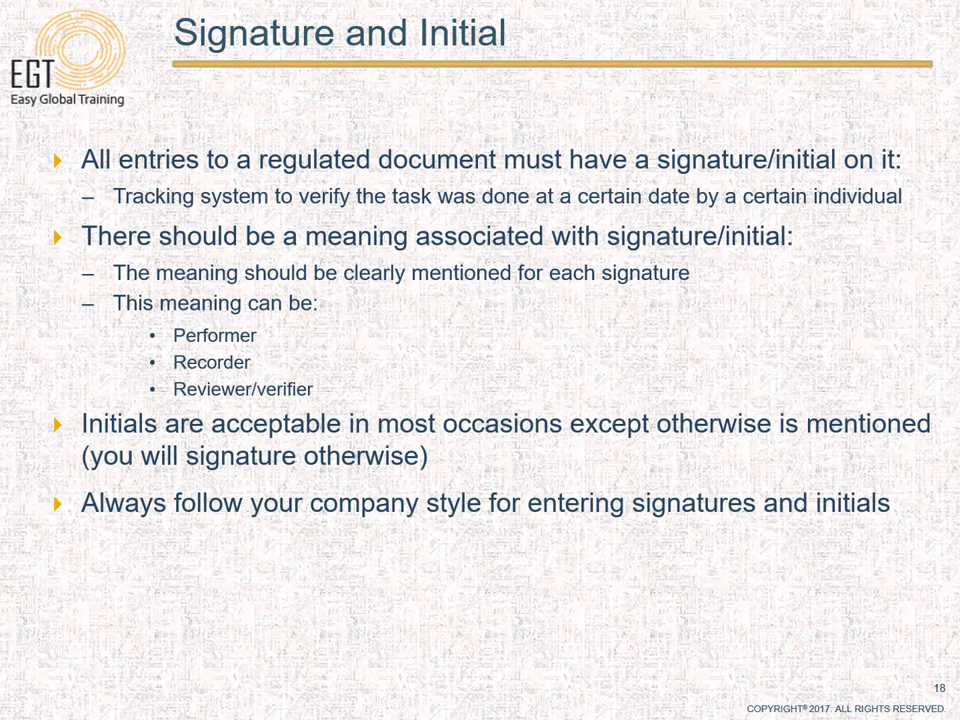 Signature and Initial
EGT
Easy Global Training
All entries to a regulated document must have a signature/initial on it:
– Tracking system to verify the task was done at a certain date by a certain individual
There should be a meaning associated with signature/initial:
– The meaning should be clearly mentioned for each signature
– This meaning can be:
• Performer
• Recorder
• Reviewer/verifier
Initials are acceptable in most occasions except otherwise is mentioned
(you will signature otherwise)
Always follow your company style for entering signatures and initials
18
COPYRIGHT® 2017. ALL RIGHTS RESERVED.